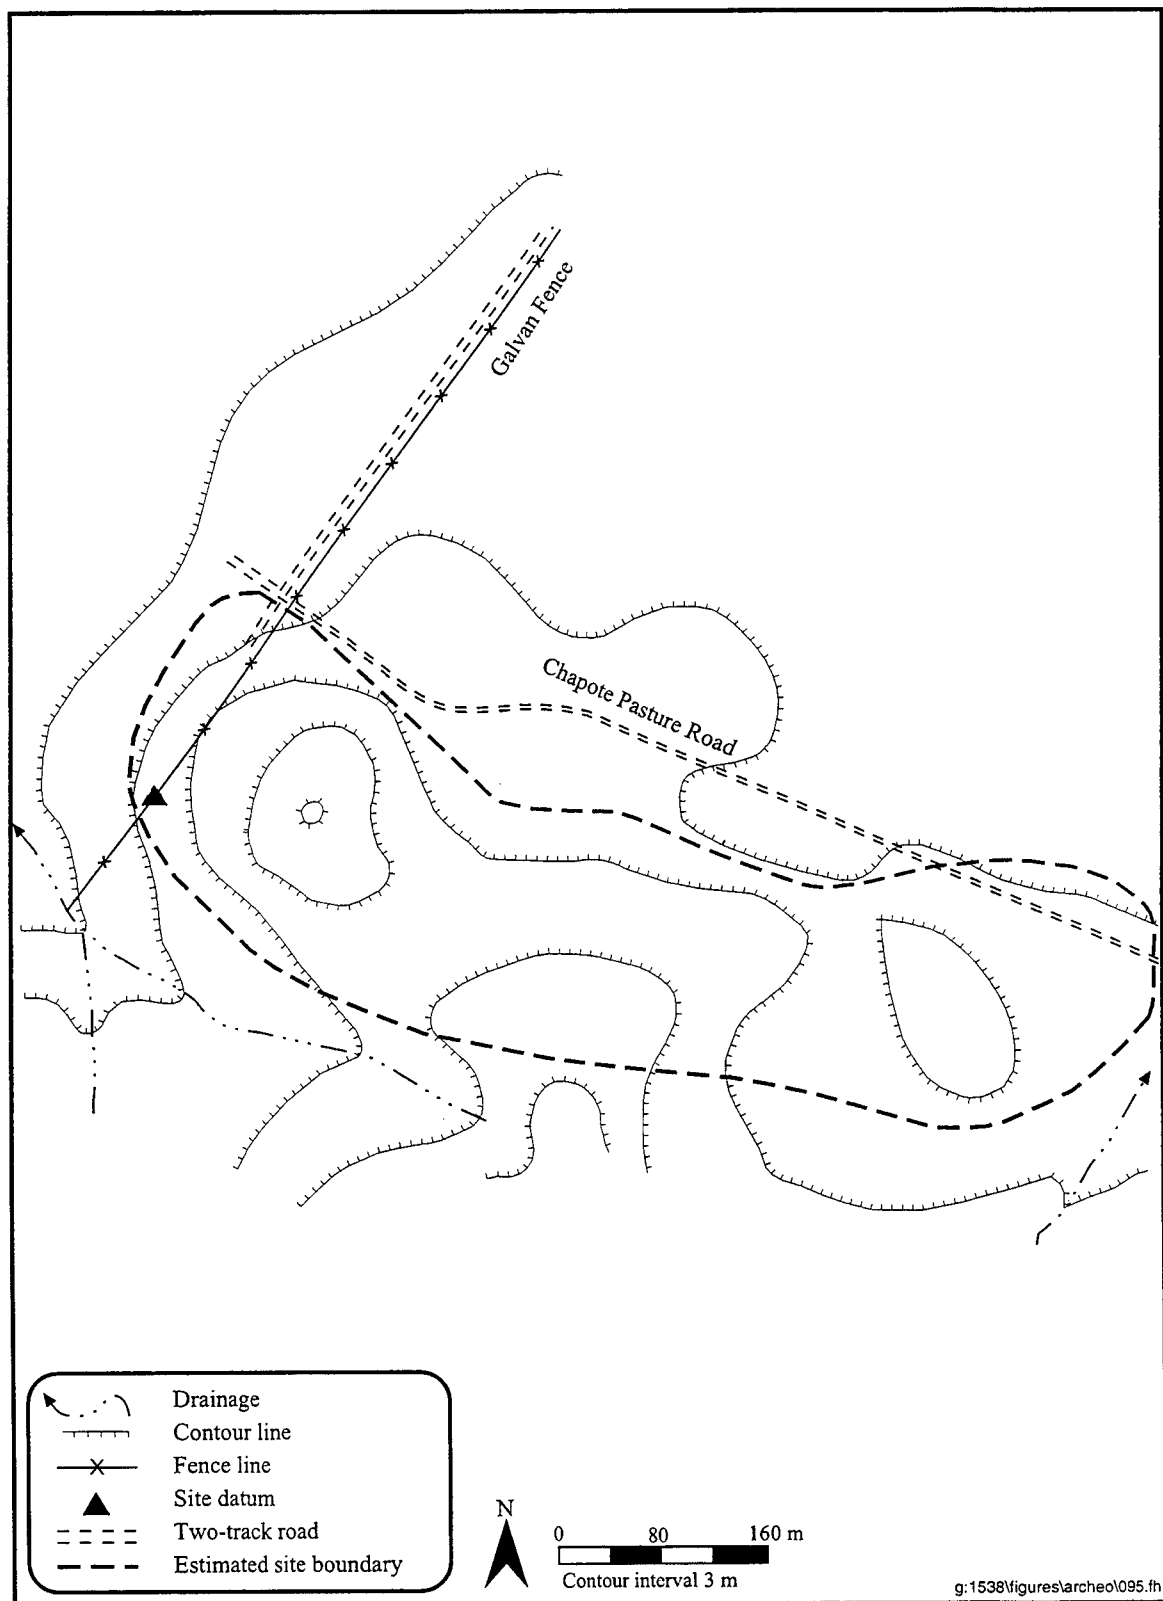 Galvan Fence
Chapote Pasture Road
Drainage
Contour line
Fence line
Site datum
Two-track road
Estimated site boundary
N
0 80 160 m
Contour interval 3 m
g:1538\figures\archeo\095.fh